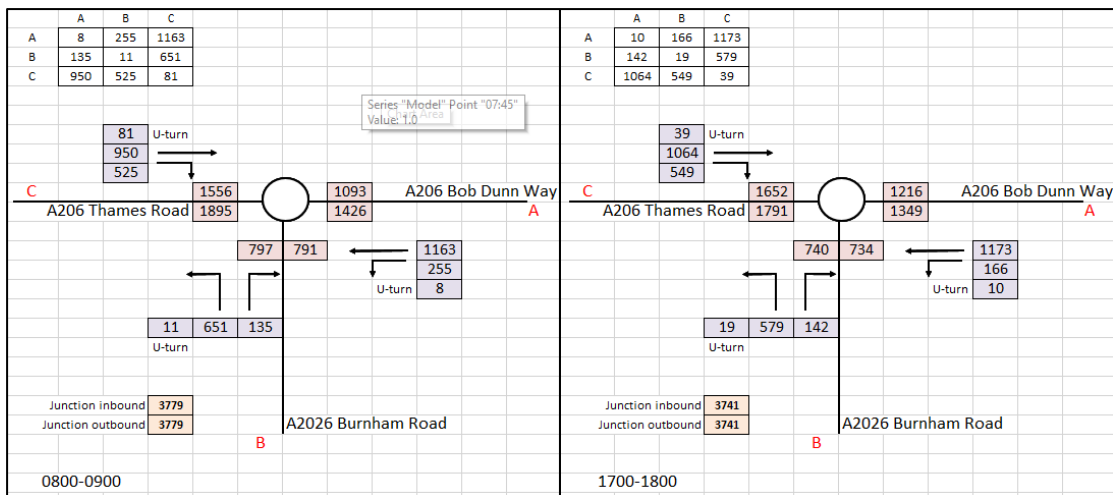 A B C
A 8 255 1163
B 135 11 651
C 950 525 81
Series "Model" Point "07:45"
Value: 1.0
81 U-turn
950
525
C
1556 1093
A206 Bob Dunn Way
A206 Thames Road 1895 1426
A
797 791
1163
255
U-turn 8
11 651 135
U-turn
Junction inbound 3779
Junction outbound 3779
A2026 Burnham Road
B
0800-0900
A B C
A 10 166 1173
B 142 19 579
C 1064 549 39
39 U-turn
1064
549
C
1652 1216
A206 Bob Dunn Way
A206 Thames Road 1791 1349
A
740 734
1173
166
U-turn 10
19 579 142
U-turn
Junction inbound 3741
Junction outbound 3741
A2026 Burnham Road
B
1700-1800